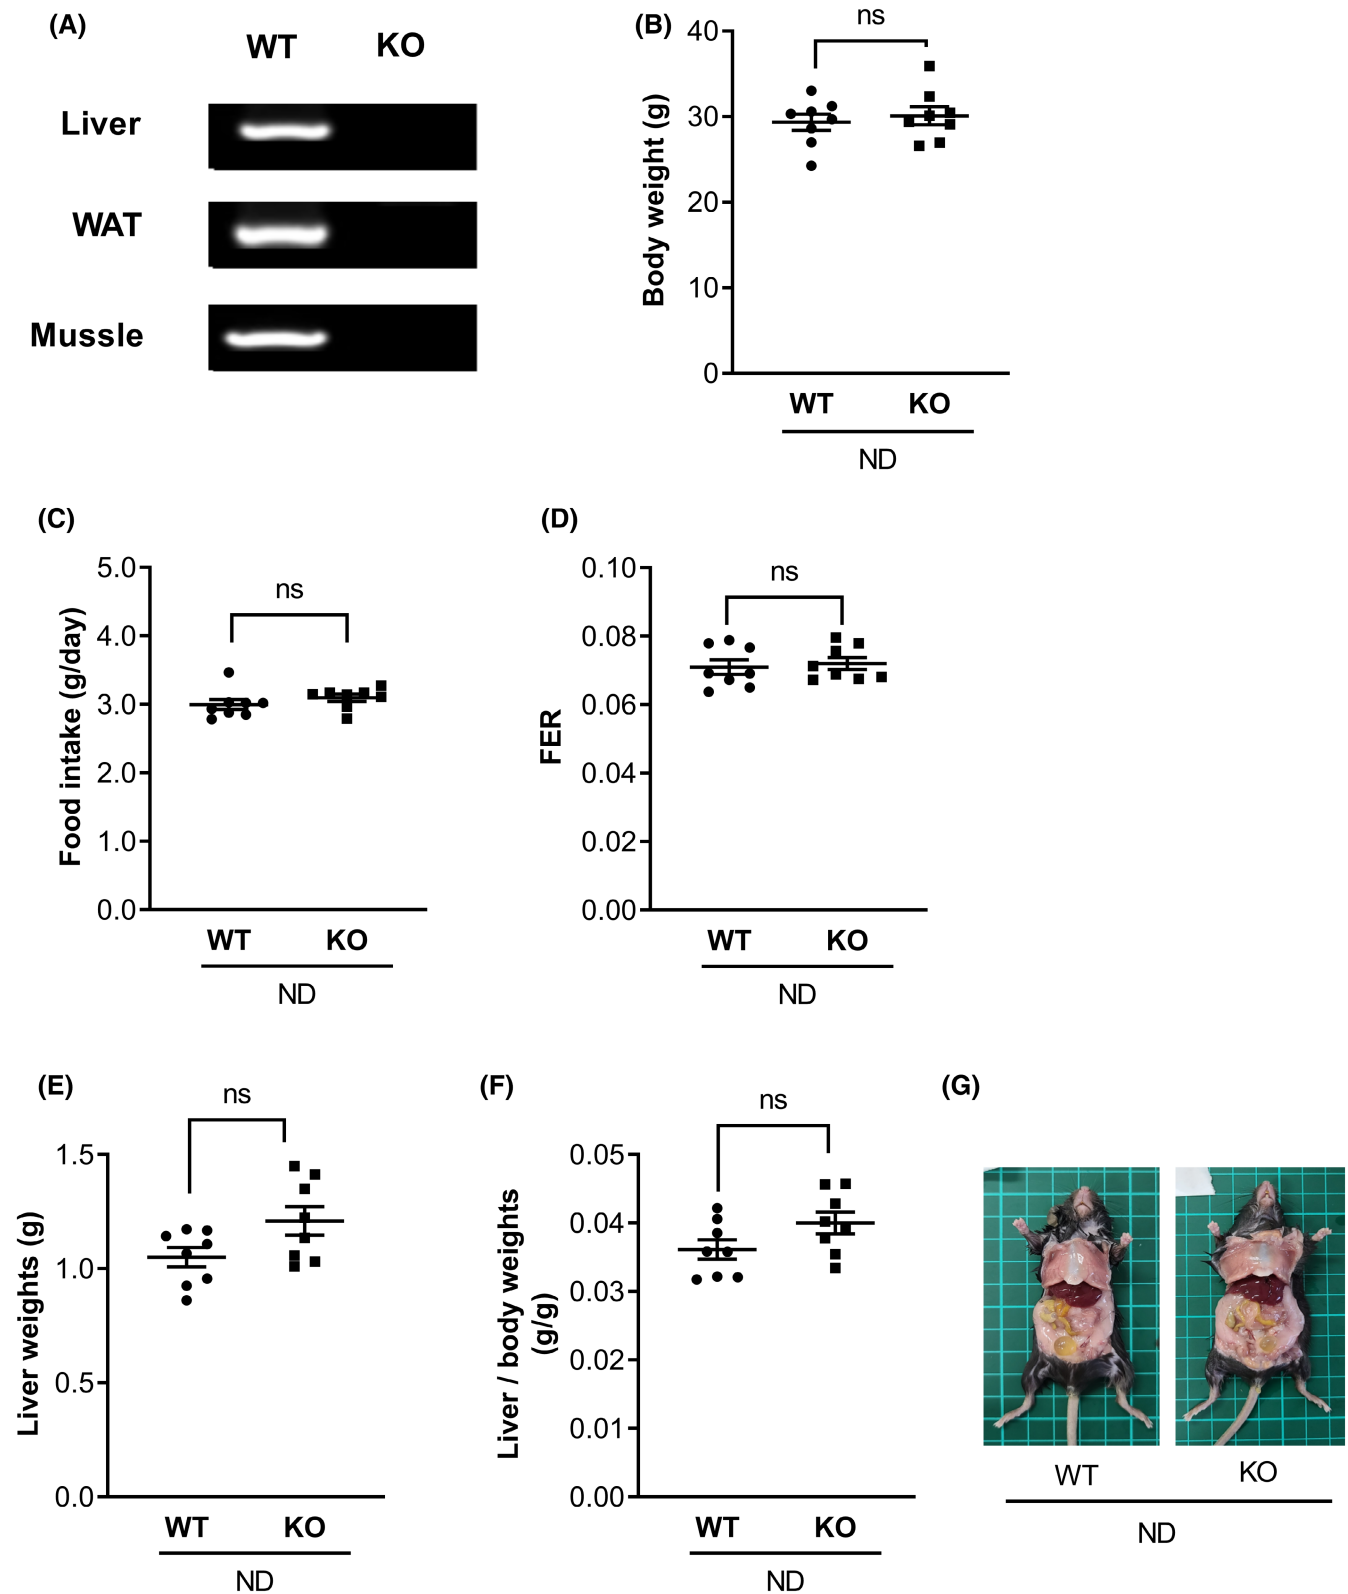 (A)
WT KO
Liver
WAT
Mussle
(B)
ns
Body weight (g)
40
30
20
10
0
WT KO
ND
(C)
ns
Food intake (g/day)
5.0
4.0
3.0
2.0
1.0
0.0
WT KO
ND
(D)
ns
FER
0.10
0.08
0.06
0.04
0.02
0.00
WT KO
ND
(E)
ns
Liver weights (g)
1.5
1.0
0.5
0.0
WT KO
ND
(F)
ns
Liver / body weights
(g/g)
0.05
0.04
0.03
0.02
0.01
0.00
WT KO
ND
(G)
WT KO
ND